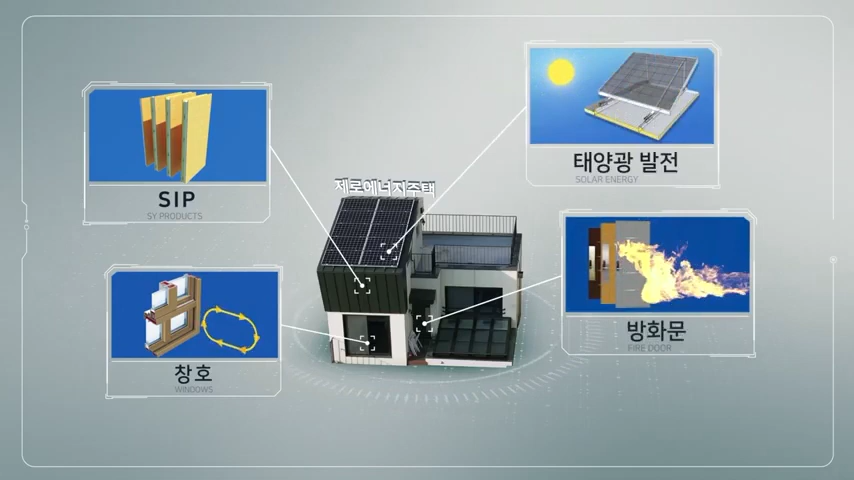 SIP
SY PRODUCTS
태양광 발전
SOLAR ENERGY
제로에너지주택
방화문
FIRE DOOR
창호
WINDOWS